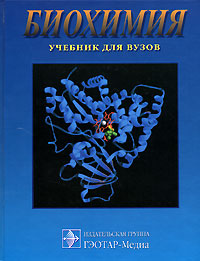 БИОХИМИЯ
УЧЕБНИК ДЛЯ ВУЗОВ
ИЗДАТЕЛЬСКАЯ ГРУППА
ГЭОТАР-Медиа